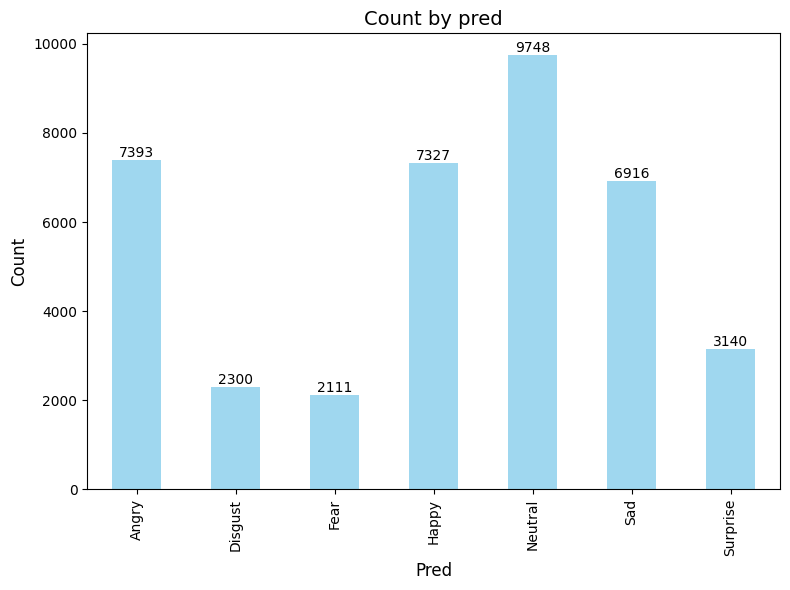 Count by pred
10000
8000
6000
4000
2000
0
Count
7393
2300
2111
7327
9748
6916
3140
Angry
Disgust
Fear
Happy
Neutral
Sad
Surprise
Pred